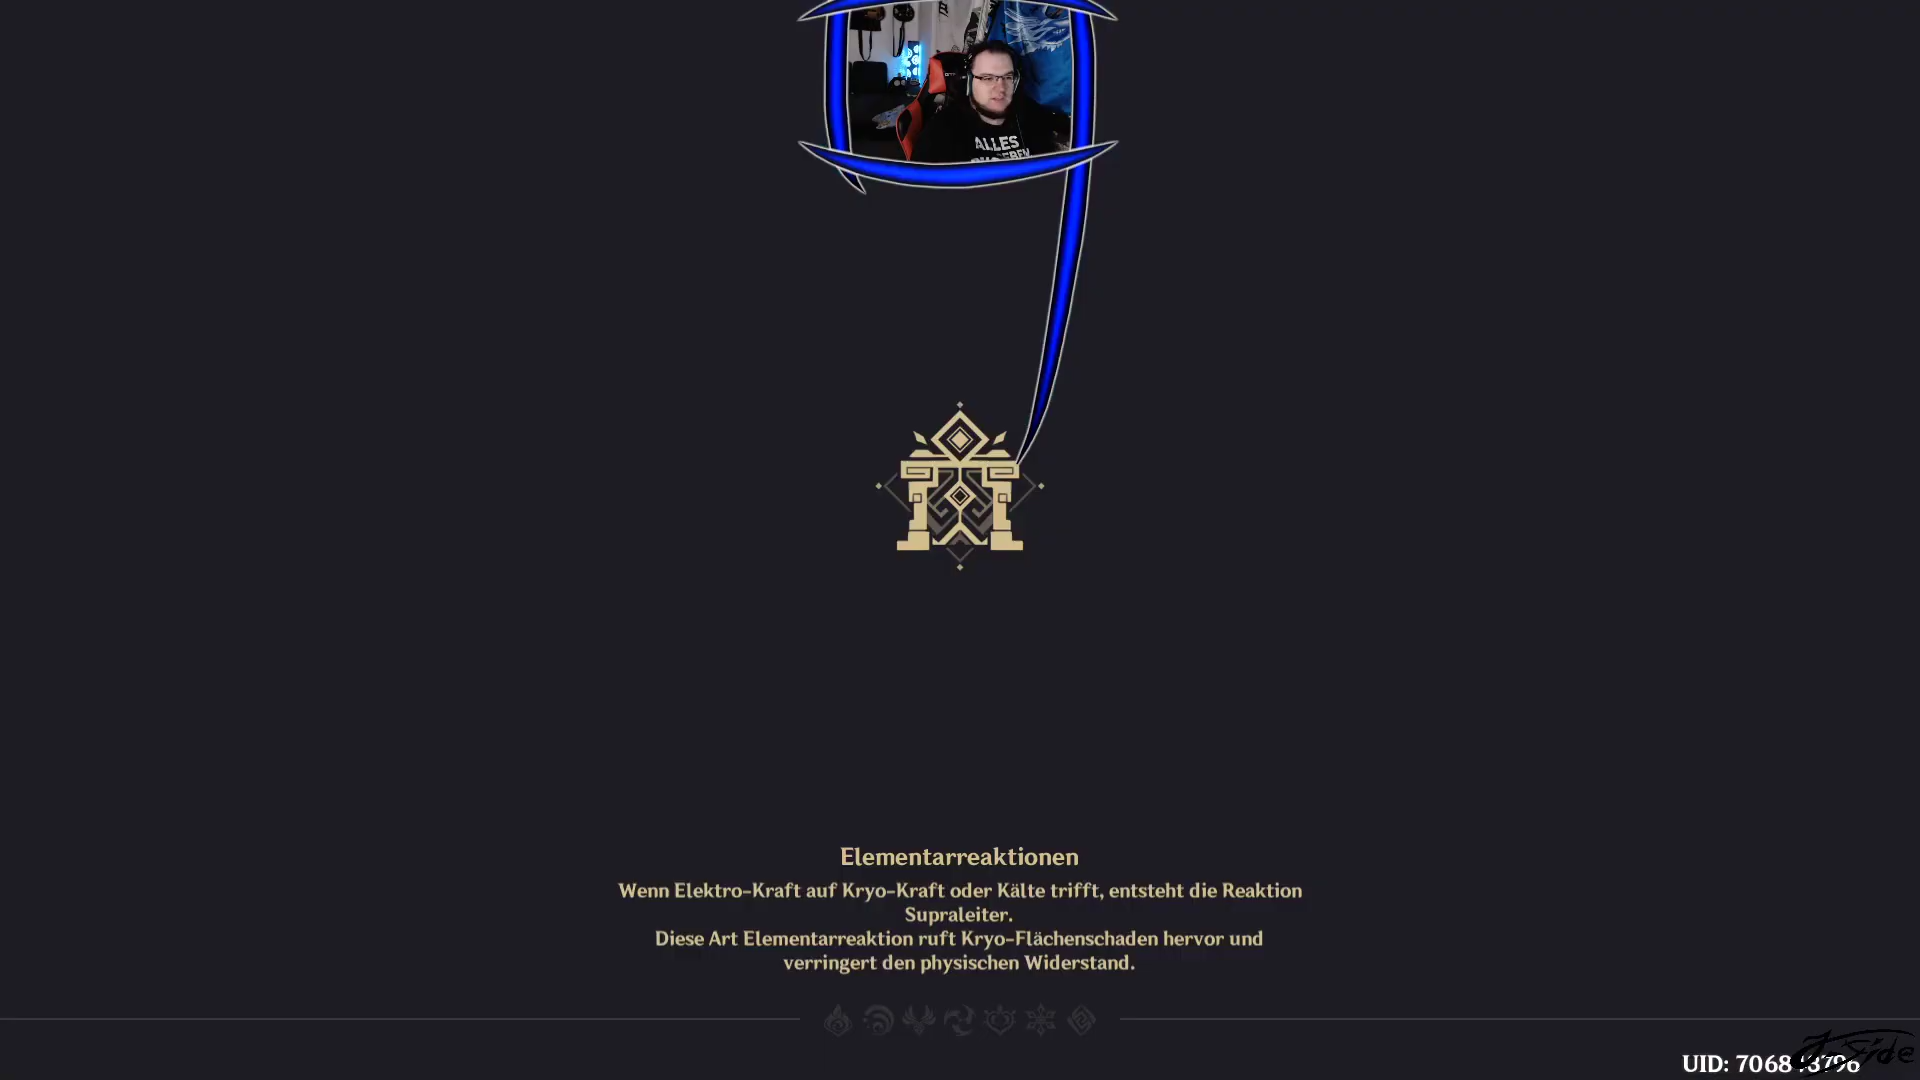 ALLES
Elementarreaktionen
Wenn Elektro-Kraft auf Kryo-Kraft oder Kälte trifft, entsteht die Reaktion
Supraleiter.
Diese Art Elementarreaktion ruft Kryo-Flächenschaden hervor und
verringert den physischen Widerstand.
UID: